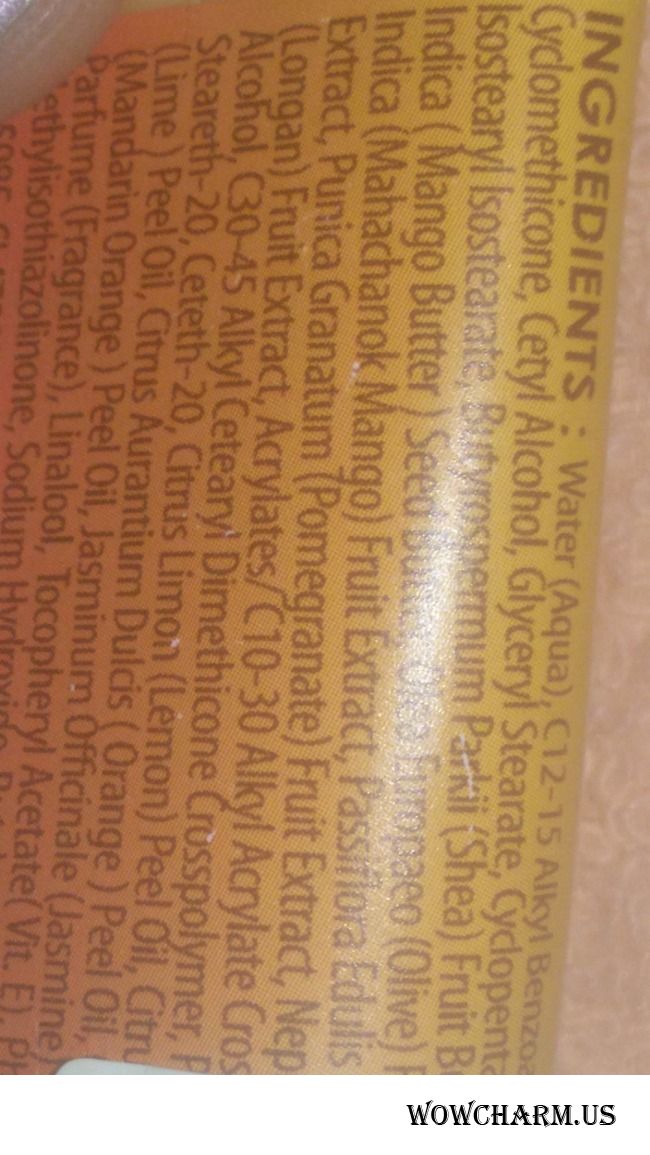 INGREDIENTS : Water (Aqua), C12-15 Alkyl Benzoa
Cyclomethicone, Cetyl Alcohol, Glyceryl Stearate, Cyclopenta
Isostearyl Isostearate, Butyrospermum Parkii (Shea) Fruit Bu
Indica ( Mango Butter ) Seed Butter, Olea Europaeo (Olive) F
Indica (Mahachanok Mango) Fruit Extract, Passiflora Edulis
Extract, Punica Granatum (Pomegranate) Fruit Extract, Nep
(Longan) Fruit Extract, Acrylates/C10-30 Alkyl Acrylate Cros
Alcohol, C30-45 Alkyl Cetearyl Dimethicone Crosspolymer, P
Steareth-20, Ceteth-20, Citrus Limon (Lemon) Peel Oil, Citru
(Lime ) Peel Oil, Citrus Aurantium Dulcis ( Orange ) Peel Oil,
(Mandarin Orange ) Peel Oil, Jasminum Officinale (Jasmine)
Parfume (Fragrance), Linalool, Tocopheryl Acetate( Vit. E), Ph
ethylisothiazolinone, Sodium Hydroxide
WOWCHARM.US